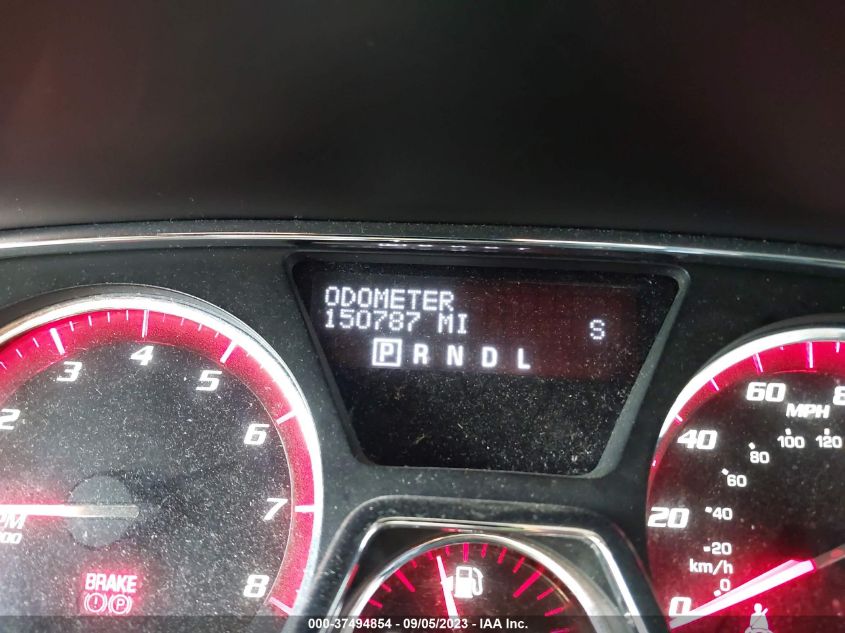 ODOMETER
150787 MI
S
P R N D L
2 3 4 5 6 7 8
BRAKE
P
0 20 40 60
MPH
0 20 40 60 80 100 120
km/h
000-37494854 - 09/05/2023 - IAA Inc.